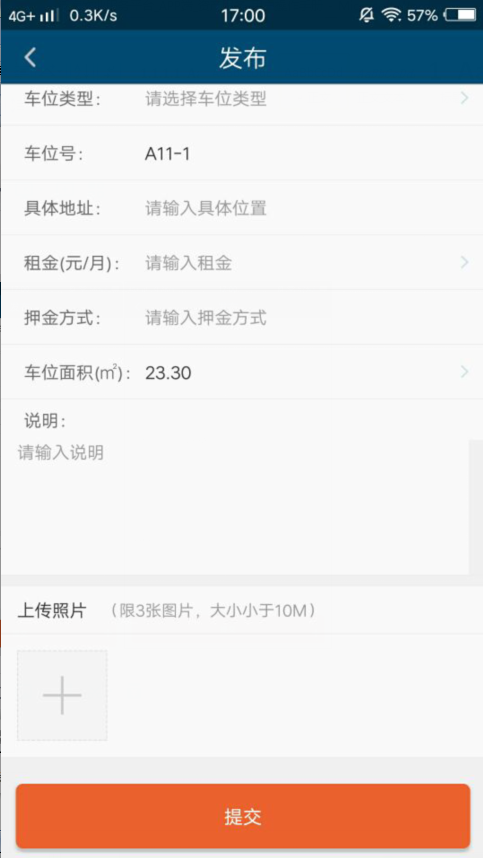 4G+ 0.3K/s 17:00 57%
发布
车位类型： 请选择车位类型
车位号： A11-1
具体地址： 请输入具体位置
租金(元/月)： 请输入租金
押金方式： 请输入押金方式
车位面积(㎡)： 23.30
说明：
请输入说明
上传照片 （限3张图片，大小小于10M）
提交